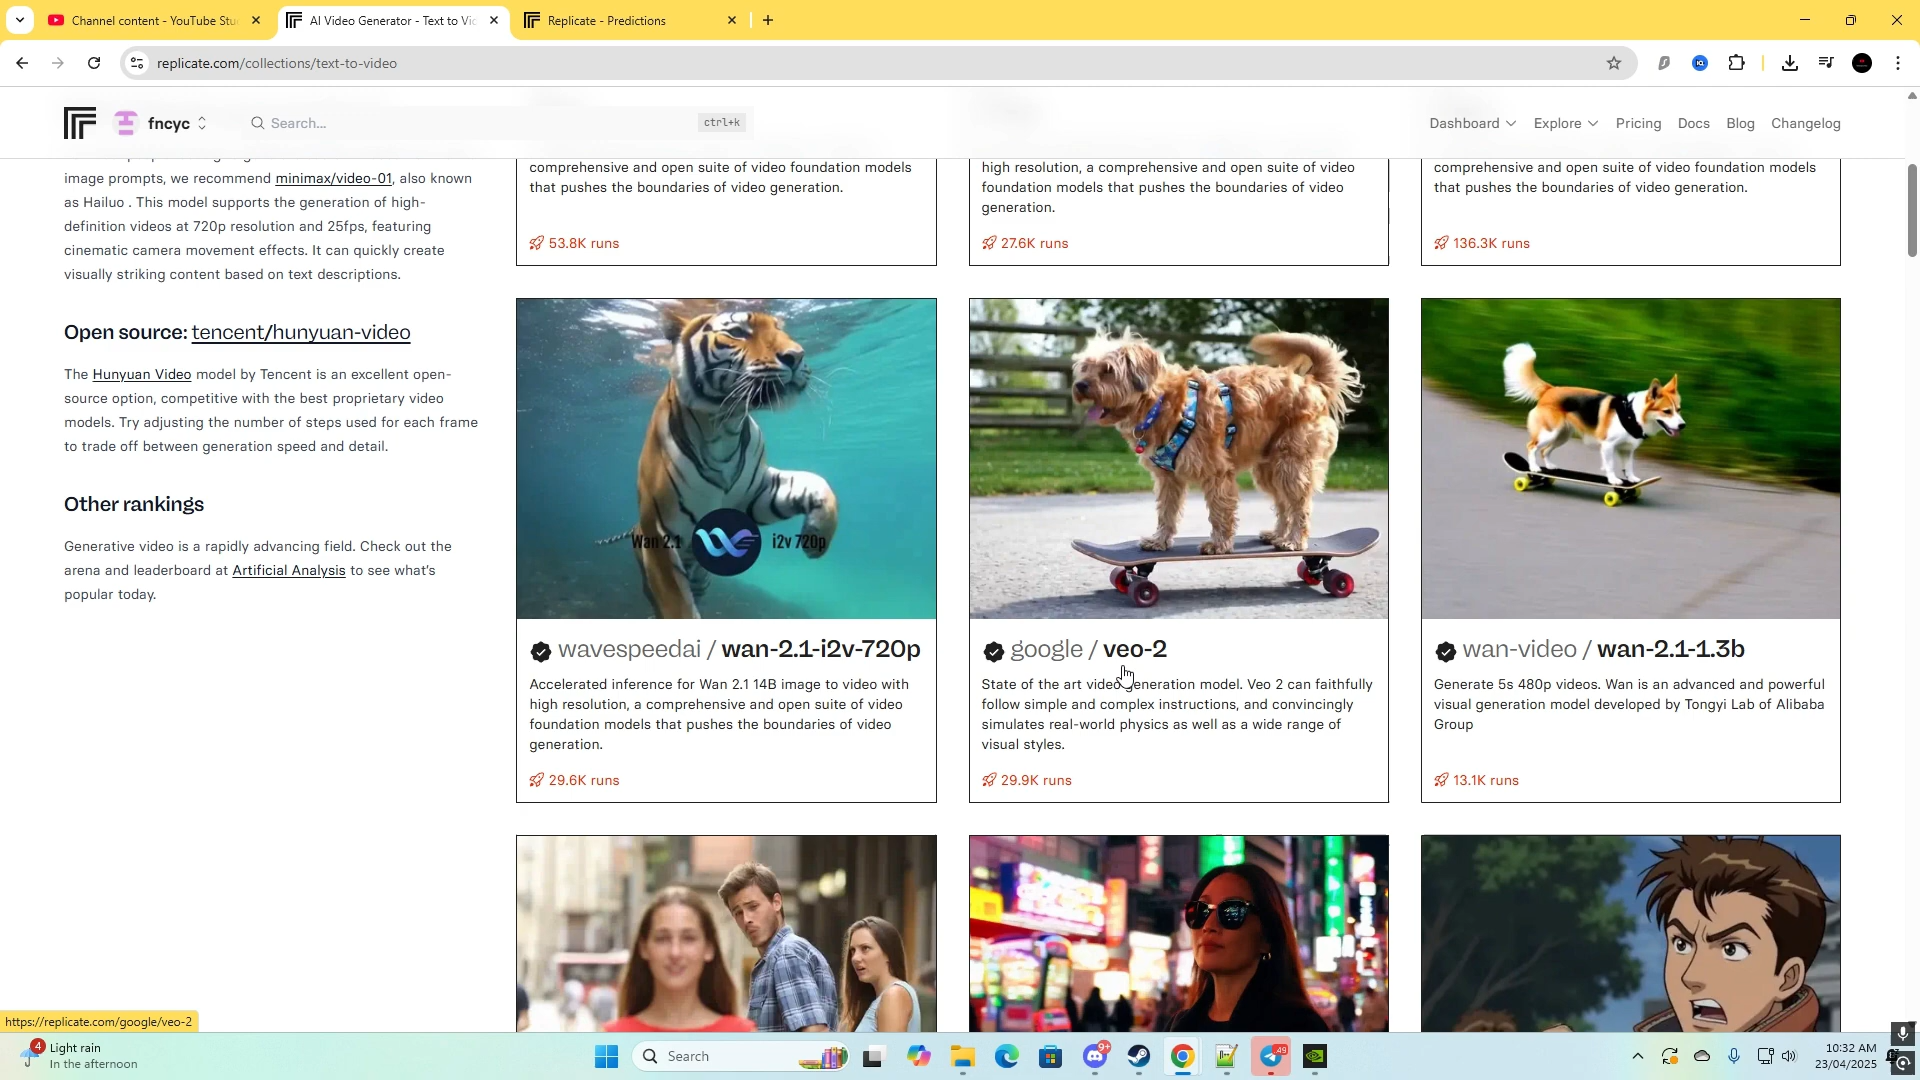 Channel content - YouTube Stu
AI Video Generator - Text to Vic
Replicate - Predictions
replicate.com/collections/text-to-video
fncyc
Search...
ctrl+k
Dashboard
Explore
Pricing
Docs
Blog
Changelog
image prompts, we recommend minimax/video-01, also known
as Hailuo . This model supports the generation of high-
definition videos at 720p resolution and 25fps, featuring
cinematic camera movement effects. It can quickly create
visually striking content based on text descriptions.
Open source: tencent/hunyuan-video
The Hunyuan Video model by Tencent is an excellent open-
source option, competitive with the best proprietary video
models. Try adjusting the number of steps used for each frame
to trade off between generation speed and detail.
Other rankings
Generative video is a rapidly advancing field. Check out the
arena and leaderboard at Artificial Analysis to see what's
popular today.
comprehensive and open suite of video foundation models
that pushes the boundaries of video generation.
53.8K runs
high resolution, a comprehensive and open suite of video
foundation models that pushes the boundaries of video
generation.
27.6K runs
comprehensive and open suite of video foundation models
that pushes the boundaries of video generation.
136.3K runs
Wan 2.1
i2v 720p
wavespeedai / wan-2.1-i2v-720p
Accelerated inference for Wan 2.1 14B image to video with
high resolution, a comprehensive and open suite of video
foundation models that pushes the boundaries of video
generation.
29.6K runs
google / veo-2
State of the art video generation model. Veo 2 can faithfully
follow simple and complex instructions, and convincingly
simulates real-world physics as well as a wide range of
visual styles.
29.9K runs
wan-video / wan-2.1-1.3b
Generate 5s 480p videos. Wan is an advanced and powerful
visual generation model developed by Tongyi Lab of Alibaba
Group
13.1K runs
https://replicate.com/google/veo-2
4
Light rain
In the afternoon
Search
9+
49
10:32 AM
23/04/2025